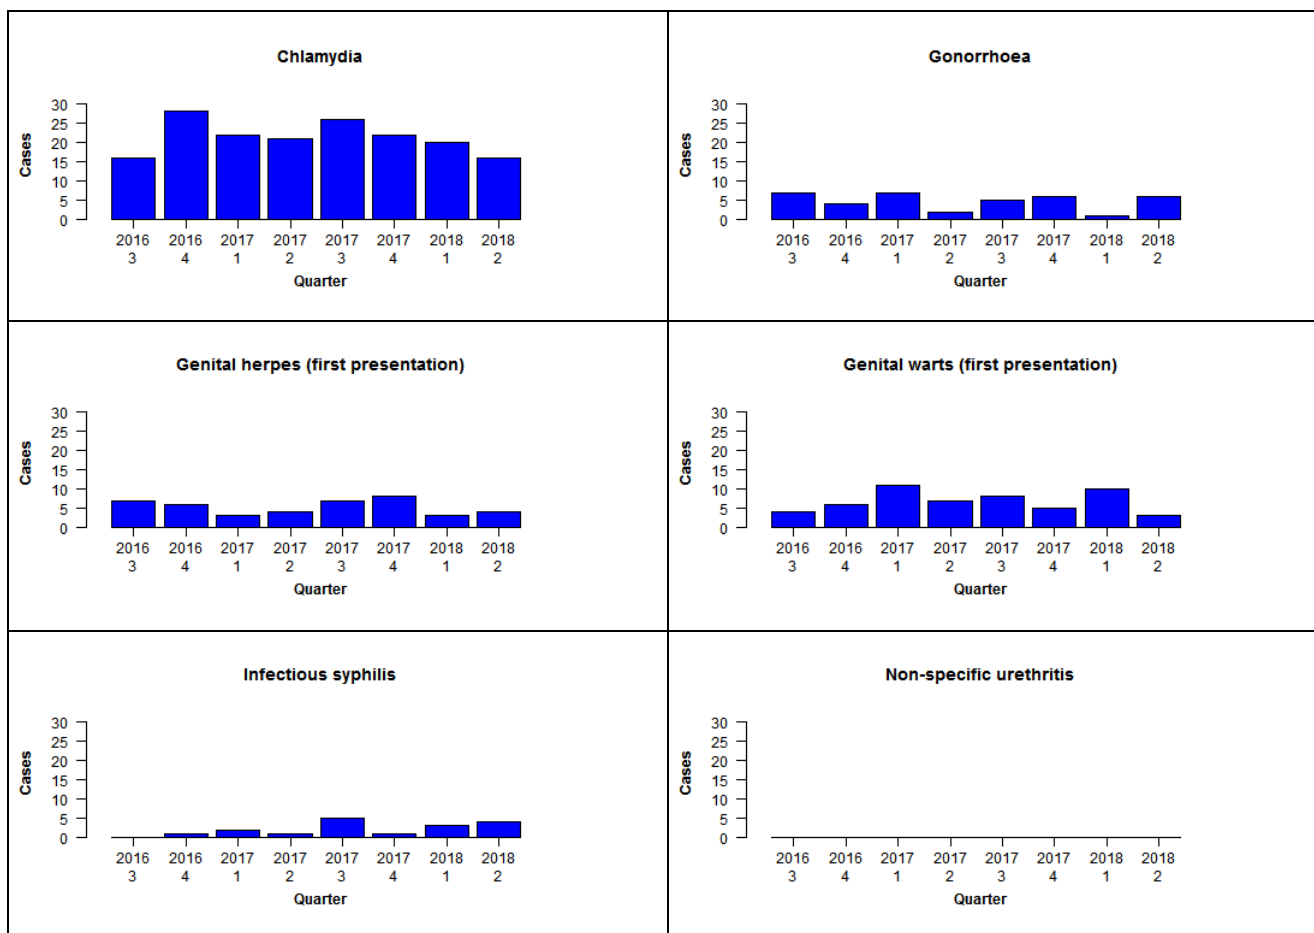 Chlamydia
Cases
30
25
20
15
10
5
0
2016 2016 2017 2017 2017 2017 2018 2018
3 4 1 2 3 4 1 2
Quarter
Gonorrhoea
Cases
30
25
20
15
10
5
0
2016 2016 2017 2017 2017 2017 2018 2018
3 4 1 2 3 4 1 2
Quarter
Genital herpes (first presentation)
Cases
30
25
20
15
10
5
0
2016 2016 2017 2017 2017 2017 2018 2018
3 4 1 2 3 4 1 2
Quarter
Genital warts (first presentation)
Cases
30
25
20
15
10
5
0
2016 2016 2017 2017 2017 2017 2018 2018
3 4 1 2 3 4 1 2
Quarter
Infectious syphilis
Cases
30
25
20
15
10
5
0
2016 2016 2017 2017 2017 2017 2018 2018
3 4 1 2 3 4 1 2
Quarter
Non-specific urethritis
Cases
30
25
20
15
10
5
0
2016 2016 2017 2017 2017 2017 2018 2018
3 4 1 2 3 4 1 2
Quarter